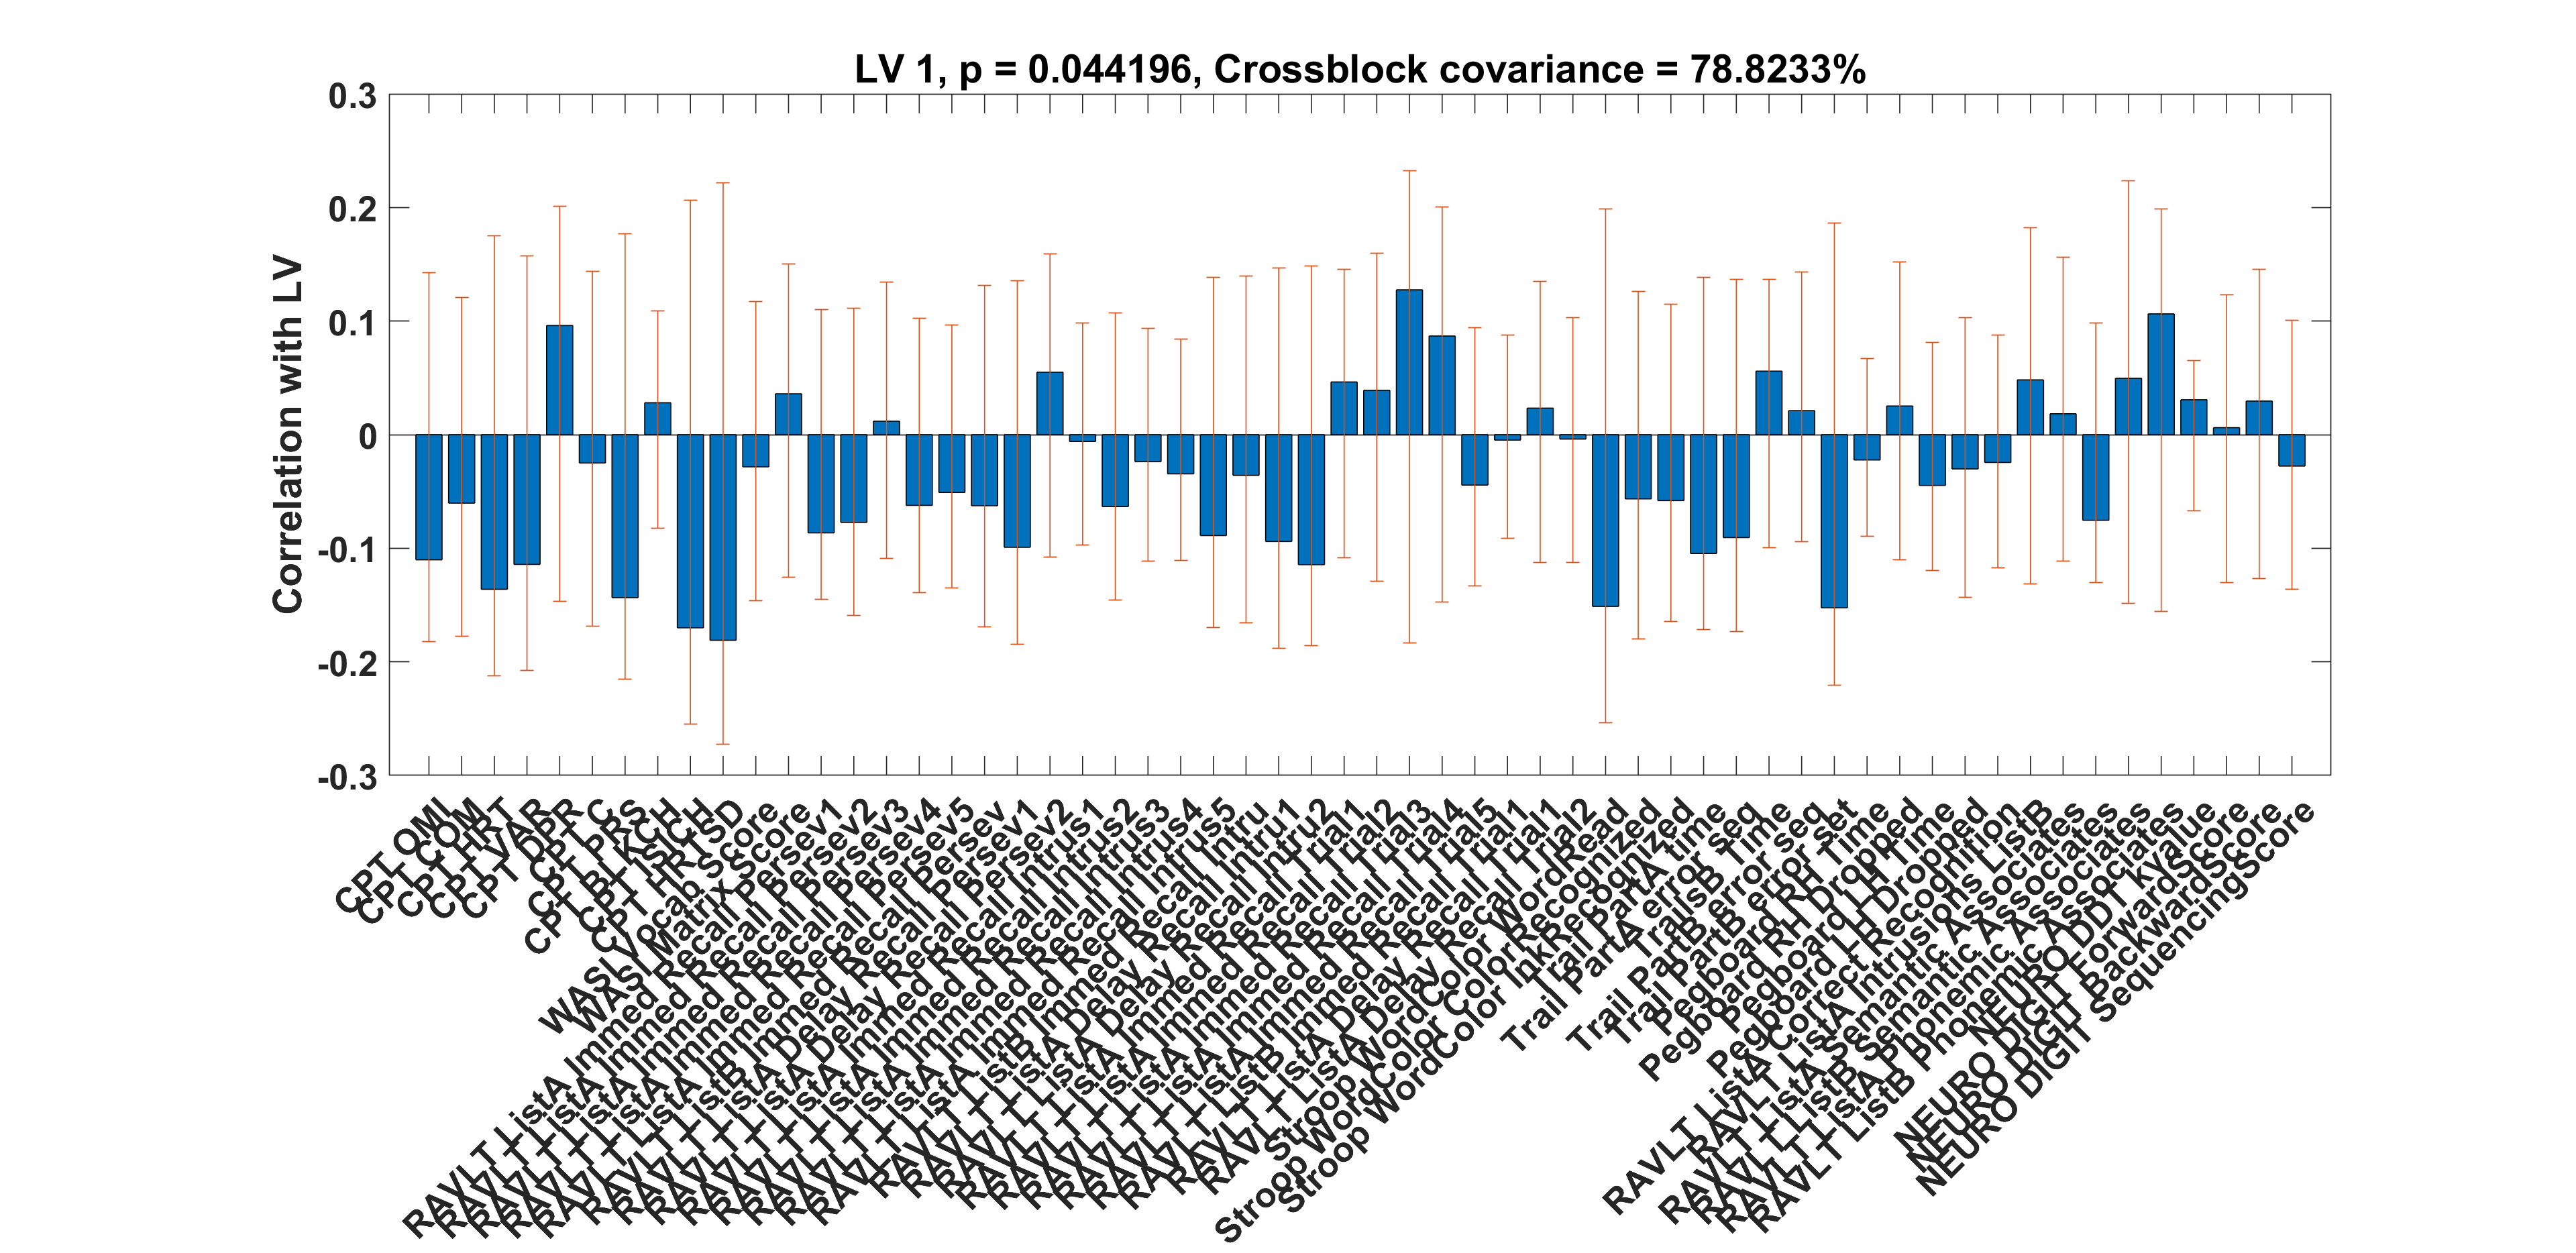 LV 1, p = 0.044196, Crossblock covariance = 78.8233%
Correlation with LV
0.3
0.2
0.1
0
-0.1
-0.2
-0.3
CPT OMI
CPT COM
CPT HRT
CPT VAR
CPT DPR
CPT C
CPT PRS
CPT BLKCH
CPT ISICH
CPT HRTSD
WASI Vocab Score
WASI Matrix Score
RAVLT ListA Immed Recall Persev1
RAVLT ListA Immed Recall Persev2
RAVLT ListA Immed Recall Persev3
RAVLT ListA Immed Recall Persev4
RAVLT ListA Immed Recall Persev5
RAVLT ListB Immed Recall Persev
RAVLT ListA Delay Recall Persev1
RAVLT ListA Delay Recall Persev2
RAVLT ListA Immed Recall Intrus1
RAVLT ListA Immed Recall Intrus2
RAVLT ListA Immed Recall Intrus3
RAVLT ListA Immed Recall Intrus4
RAVLT ListA Immed Recall Intrus5
RAVLT ListB Immed Recall Intru
RAVLT ListA Delay Recall Intru1
RAVLT ListA Delay Recall Intru2
RAVLT ListA Immed Recall Trial1
RAVLT ListA Immed Recall Trial2
RAVLT ListA Immed Recall Trial3
RAVLT ListA Immed Recall Trial4
RAVLT ListA Immed Recall Trial5
RAVLT ListB Immed Recall Trial1
RAVLT ListA Delay Recall Trial1
RAVLT ListA Delay Recall Trial2
Stroop WordColor WordRead
Stroop WordColor ColorRecognized
Stroop WordColor InkRecognized
Trail PartA time
Trail PartA error seq
TrailsB Time
Trail PartB error seq
Trail PartB error set
Pegboard RH Time
Pegboard RH Dropped
Pegboard LH Time
Pegboard LH Dropped
RAVLT ListA Correct Recognition
RAVLT ListA Intrusions ListB
RAVLT ListA Semantic Associates
RAVLT ListB Semantic Associates
RAVLT ListA Phonemic Associates
RAVLT ListB Phonemic Associates
NEURO DDT kvalue
NEURO DIGIT ForwardScore
NEURO DIGIT BackwardScore
NEURO DIGIT SequencingScore